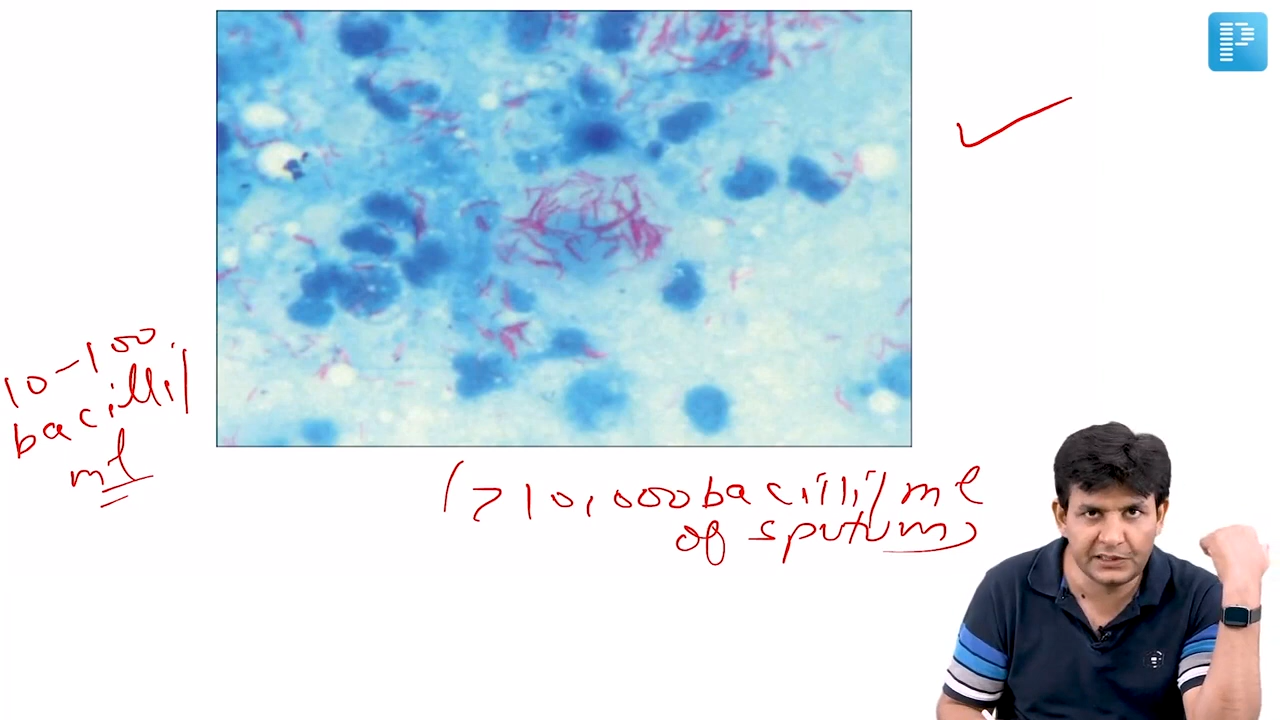 10-100
bacilli/
ml
(>10,000 bacilli/ml
of sputum)
P